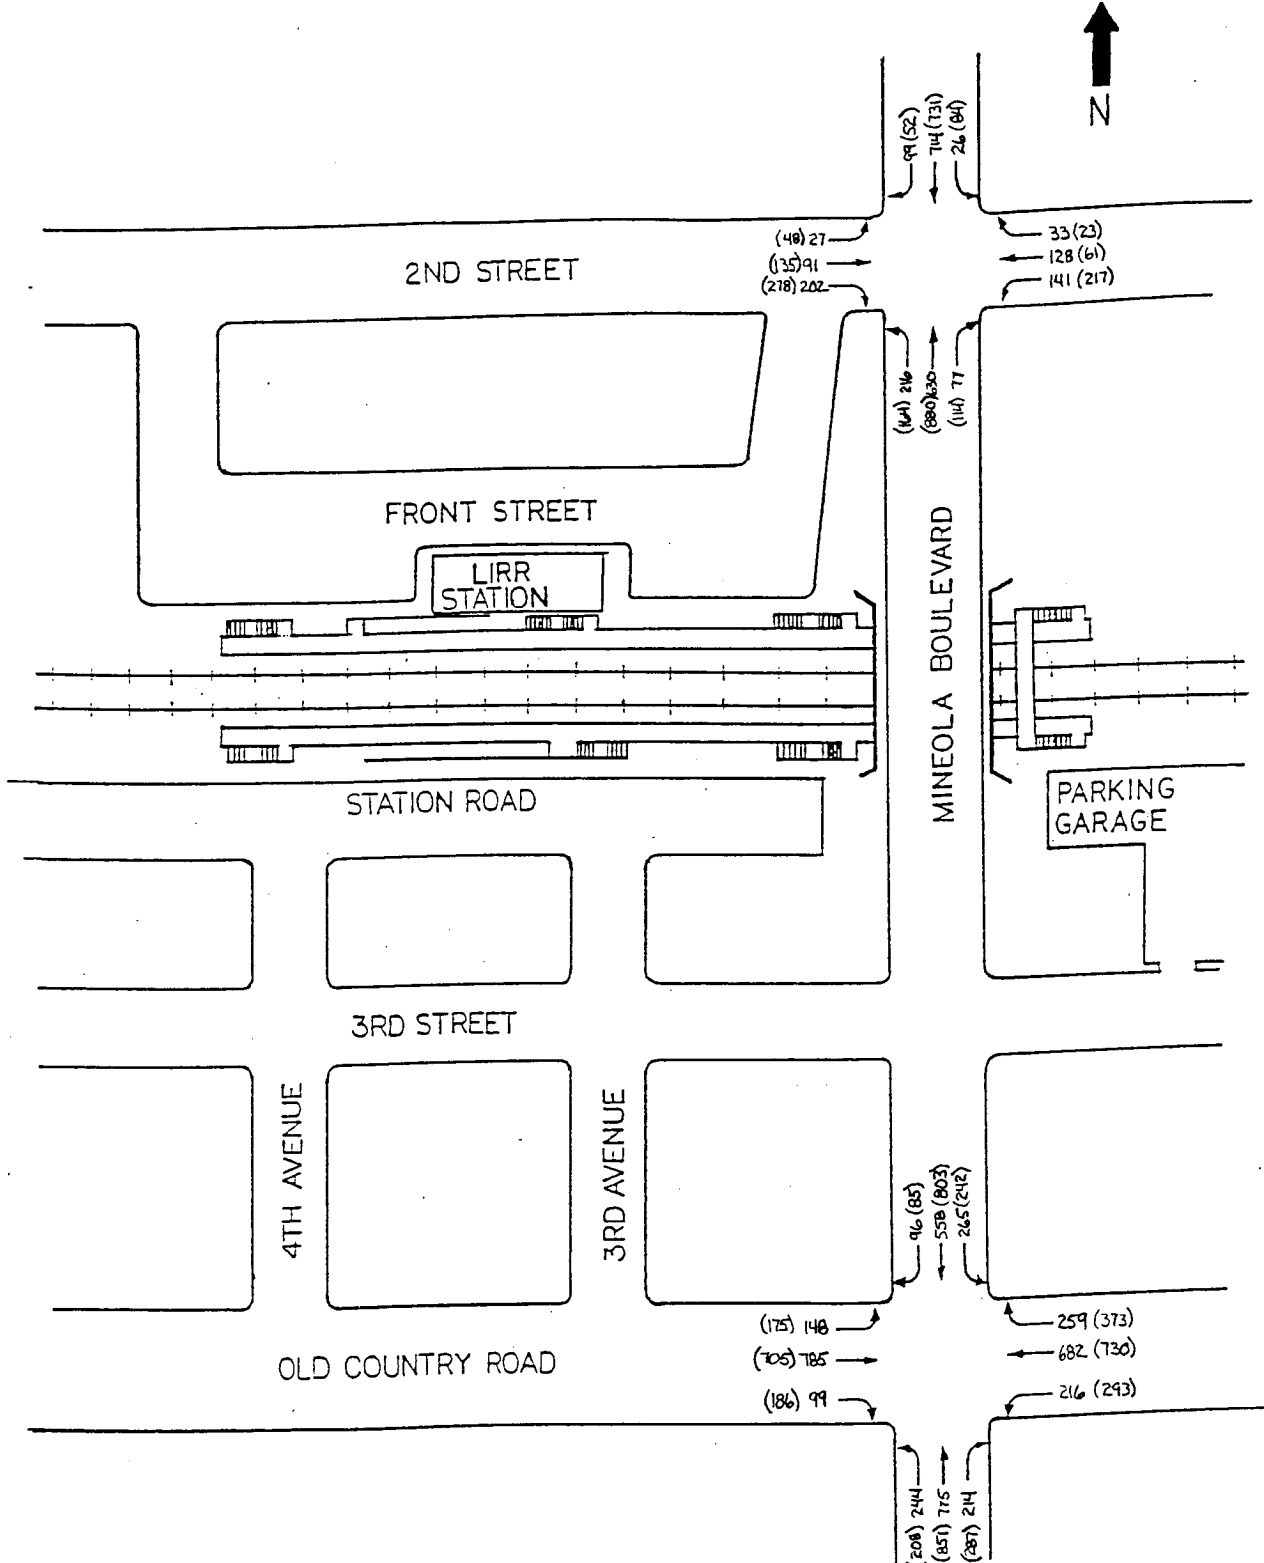 N
99 (52)
714 (731)
26 (84)
(48) 27
(135) 91
(278) 202
33 (23)
128 (61)
141 (217)
2ND STREET
(164) 216
(880) 630
(114) 77
FRONT STREET
LIRR
STATION
MINEOLA BOULEVARD
STATION ROAD
PARKING
GARAGE
3RD STREET
4TH AVENUE
3RD AVENUE
96 (85)
558 (803)
265 (242)
(175) 148
(705) 785
(186) 99
259 (373)
682 (730)
216 (293)
OLD COUNTRY ROAD
(208) 244
(851) 775
(287) 214